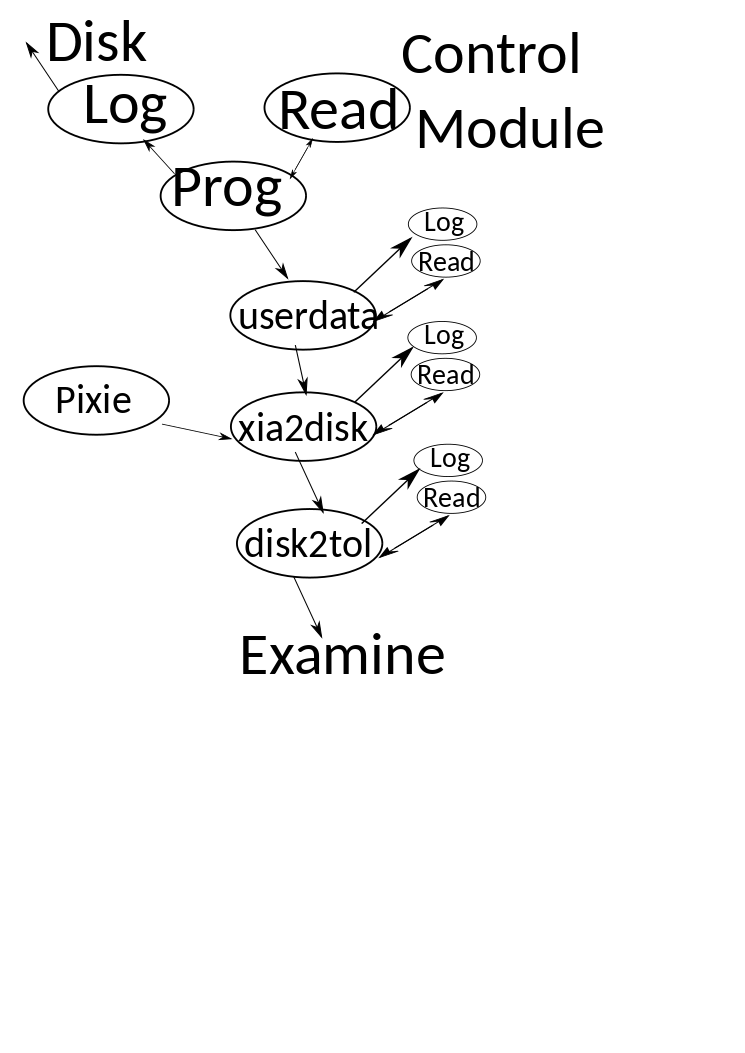 Disk
Control
Log
Read
Module
Prog
Log
Read
userdata
Log
Read
Pixie
xia2disk
Log
Read
disk2tol
Examine